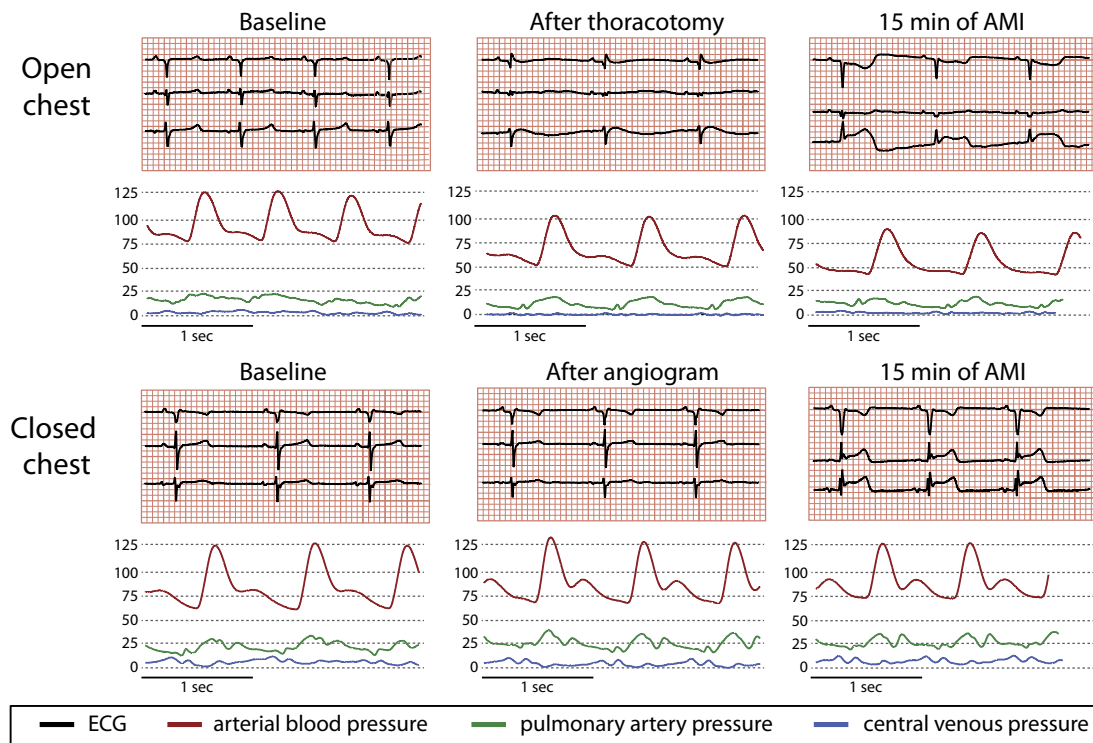 Baseline After thoracotomy 15 min of AMI
Open
chest
125 125 125
100 100 100
75 75 75
50 50 50
25 25 25
0 0 0
1 sec 1 sec 1 sec
Baseline After angiogram 15 min of AMI
Closed
chest
125 125 125
100 100 100
75 75 75
50 50 50
25 25 25
0 0 0
1 sec 1 sec 1 sec
ECG arterial blood pressure pulmonary artery pressure central venous pressure